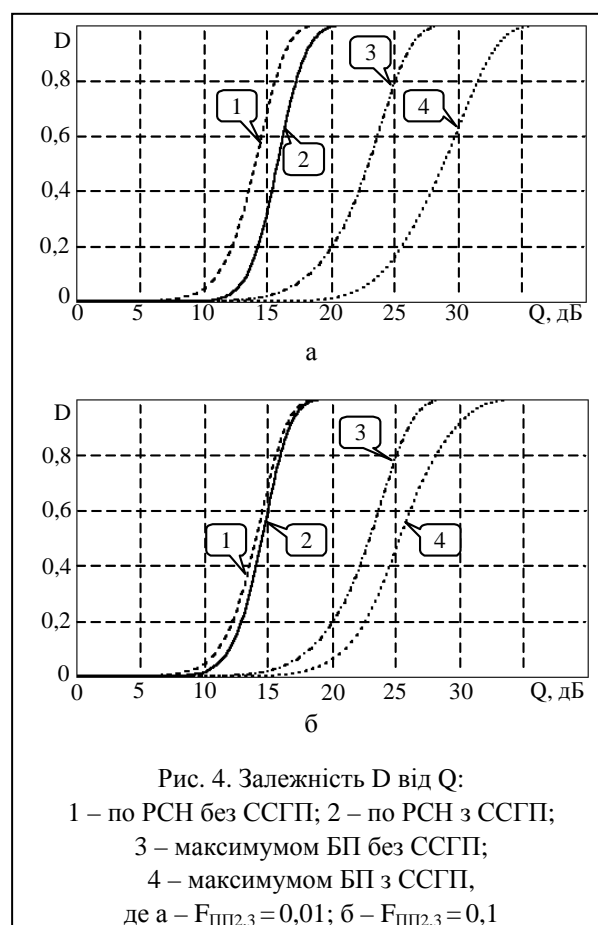 D
0,8
0,6
0,4
0,2
0
1
2
3
4
0 5 10 15 20 25 30 Q, дБ
а
D
0,8
0,6
0,4
0,2
0
1
2
3
4
0 5 10 15 20 25 30 Q, дБ
б
Рис. 4. Залежність D від Q:
1 – по РСН без ССГП; 2 – по РСН з ССГП;
3 – максимумом БП без ССГП;
4 – максимумом БП з ССГП,
де а – FПП2,3 = 0,01; б – FПП2,3 = 0,1